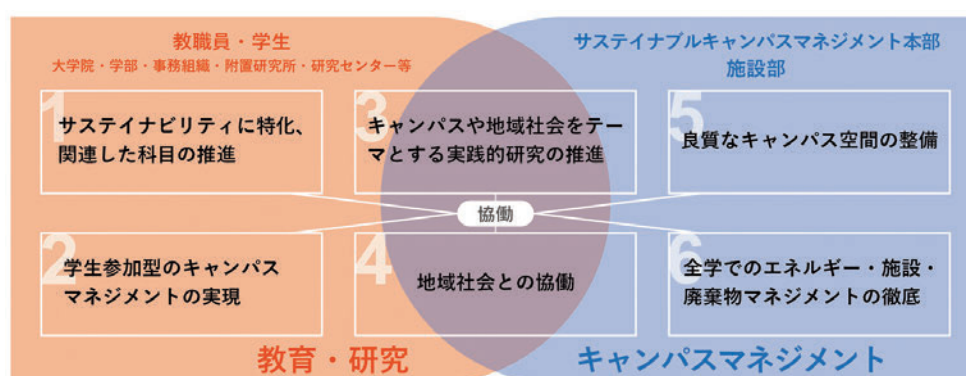 教職員・学生
大学院・学部・事務組織・附置研究所・研究センター等
サステイナブルキャンパスマネジメント本部
施設部
1
サステイナビリティに特化、
関連した科目の推進
3
キャンパスや地域社会をテー
マとする実践的研究の推進
5
良質なキャンパス空間の整備
協働
2
学生参加型のキャンパス
マネジメントの実現
4
地域社会との協働
6
全学でのエネルギー・施設・
廃棄物マネジメントの徹底
教育・研究
キャンパスマネジメント